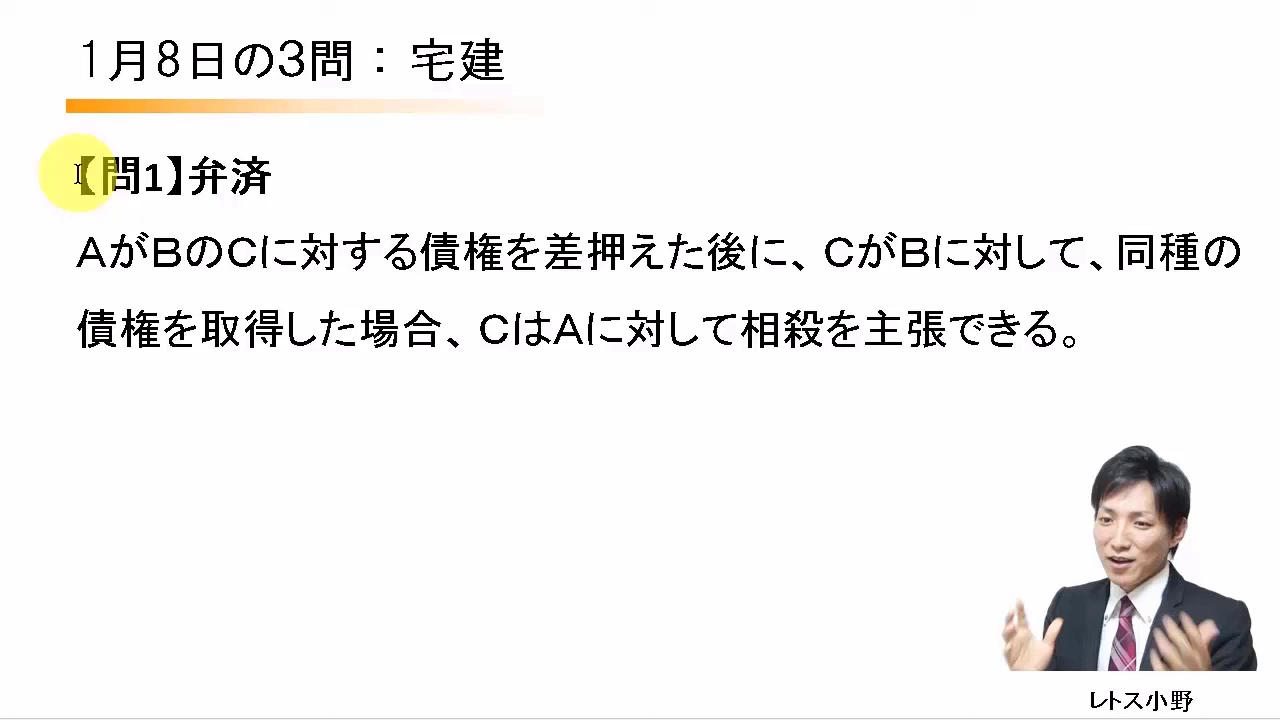 1月8日の3問：宅建
【問1】弁済
ＡがＢのＣに対する債権を差押えた後に、ＣがＢに対して、同種の
債権を取得した場合、ＣはＡに対して相殺を主張できる。
レトス小野